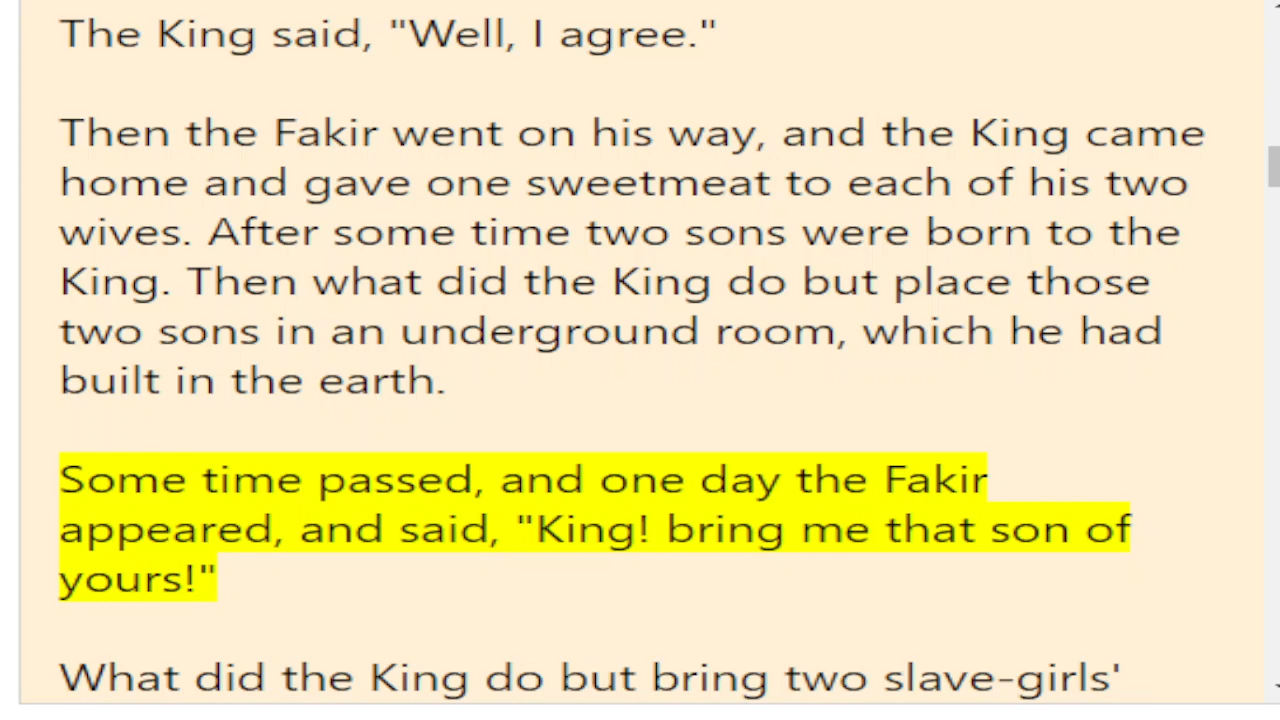 The King said, "Well, I agree."
Then the Fakir went on his way, and the King came
home and gave one sweetmeat to each of his two
wives. After some time two sons were born to the
King. Then what did the King do but place those
two sons in an underground room, which he had
built in the earth.
Some time passed, and one day the Fakir
appeared, and said, "King! bring me that son of
yours!"
What did the King do but bring two slave-girls'